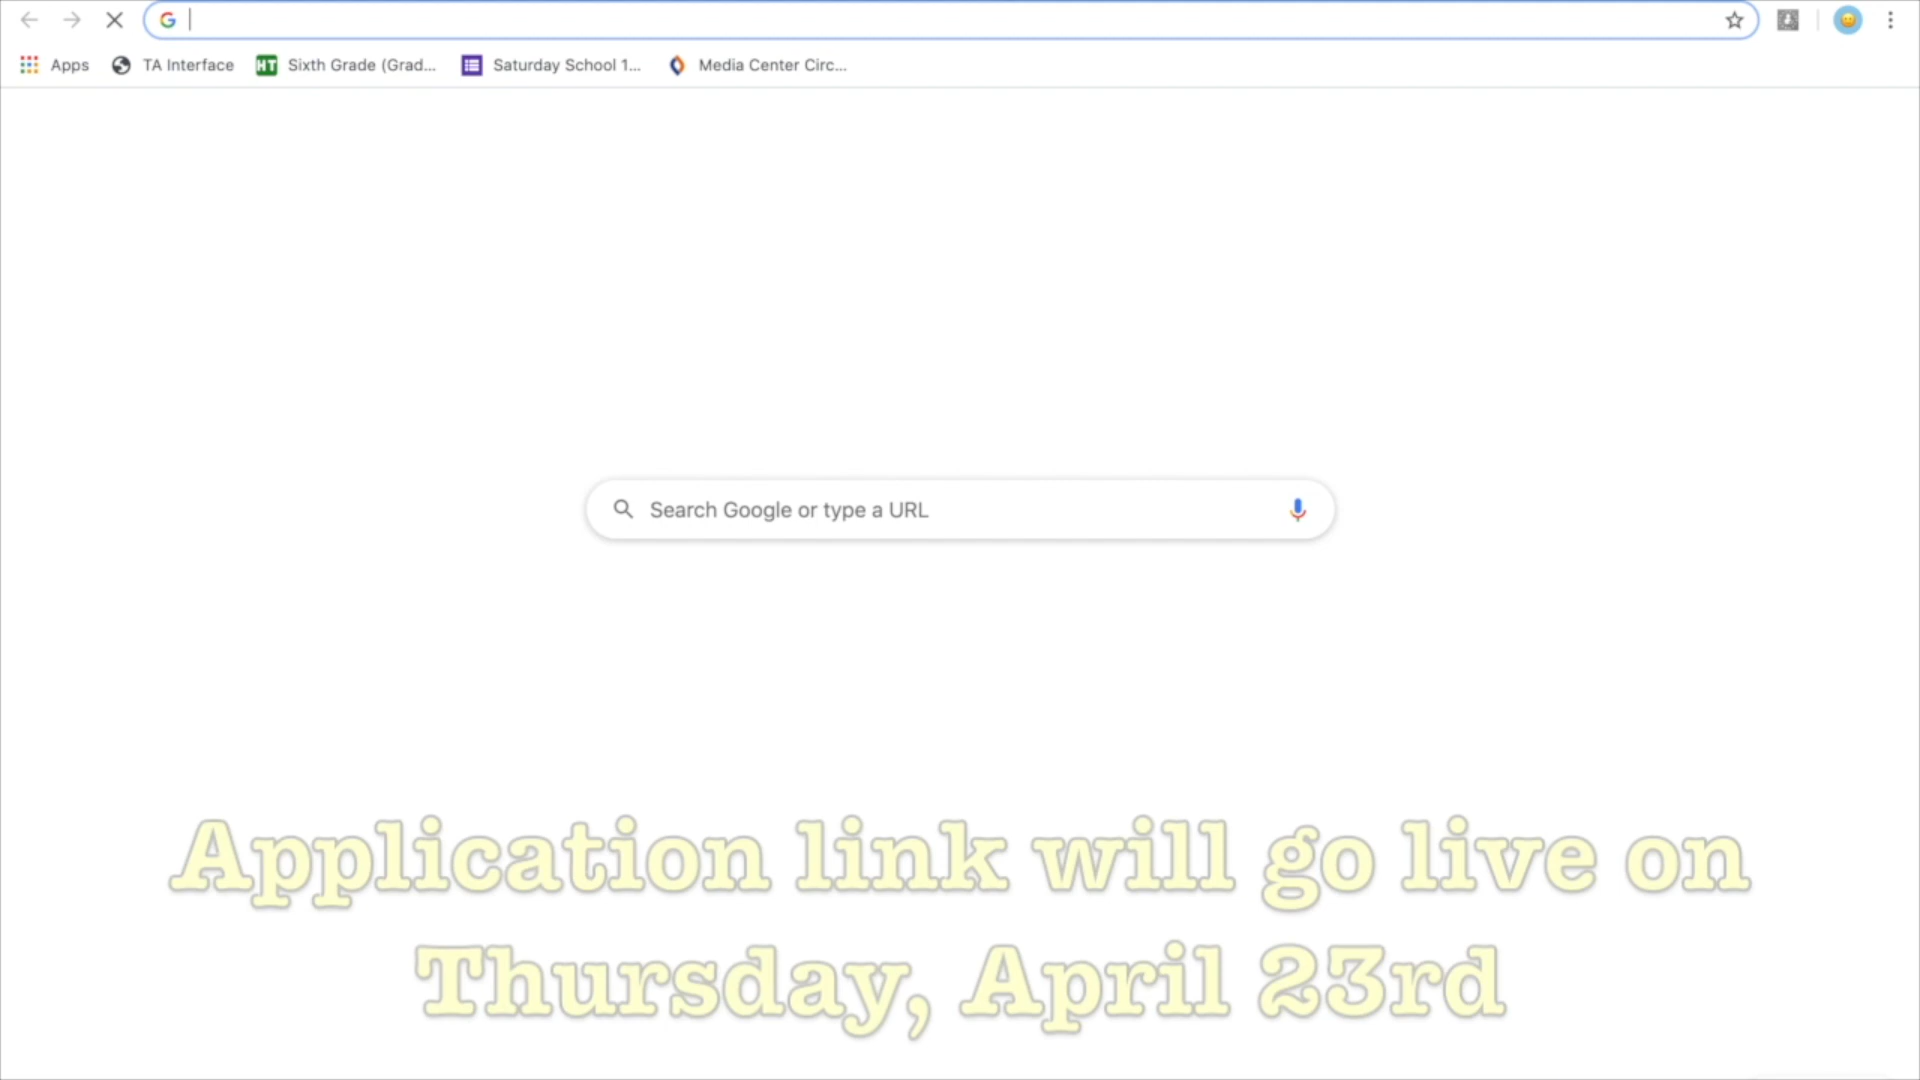 Apps TA Interface HT Sixth Grade (Grad... Saturday School 1... Media Center Circ...
Search Google or type a URL
Application link will go live on
Thursday, April 23rd